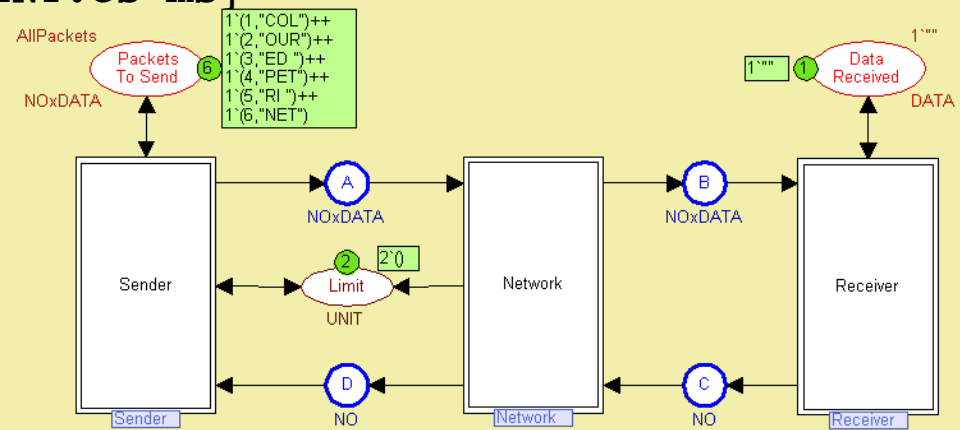 AllPackets
Packets
To Send
6
1`(1,"COL")++
1`(2,"OUR")++
1`(3,"ED ")++
1`(4,"PET")++
1`(5,"RI ")++
1`(6,"NET")
NOxDATA
1`""
1`""
1
Data
Received
DATA
A
NOxDATA
B
NOxDATA
Sender
2
2`()
Limit
UNIT
Network
Receiver
D
NO
C
NO
Sender
Network
Receiver